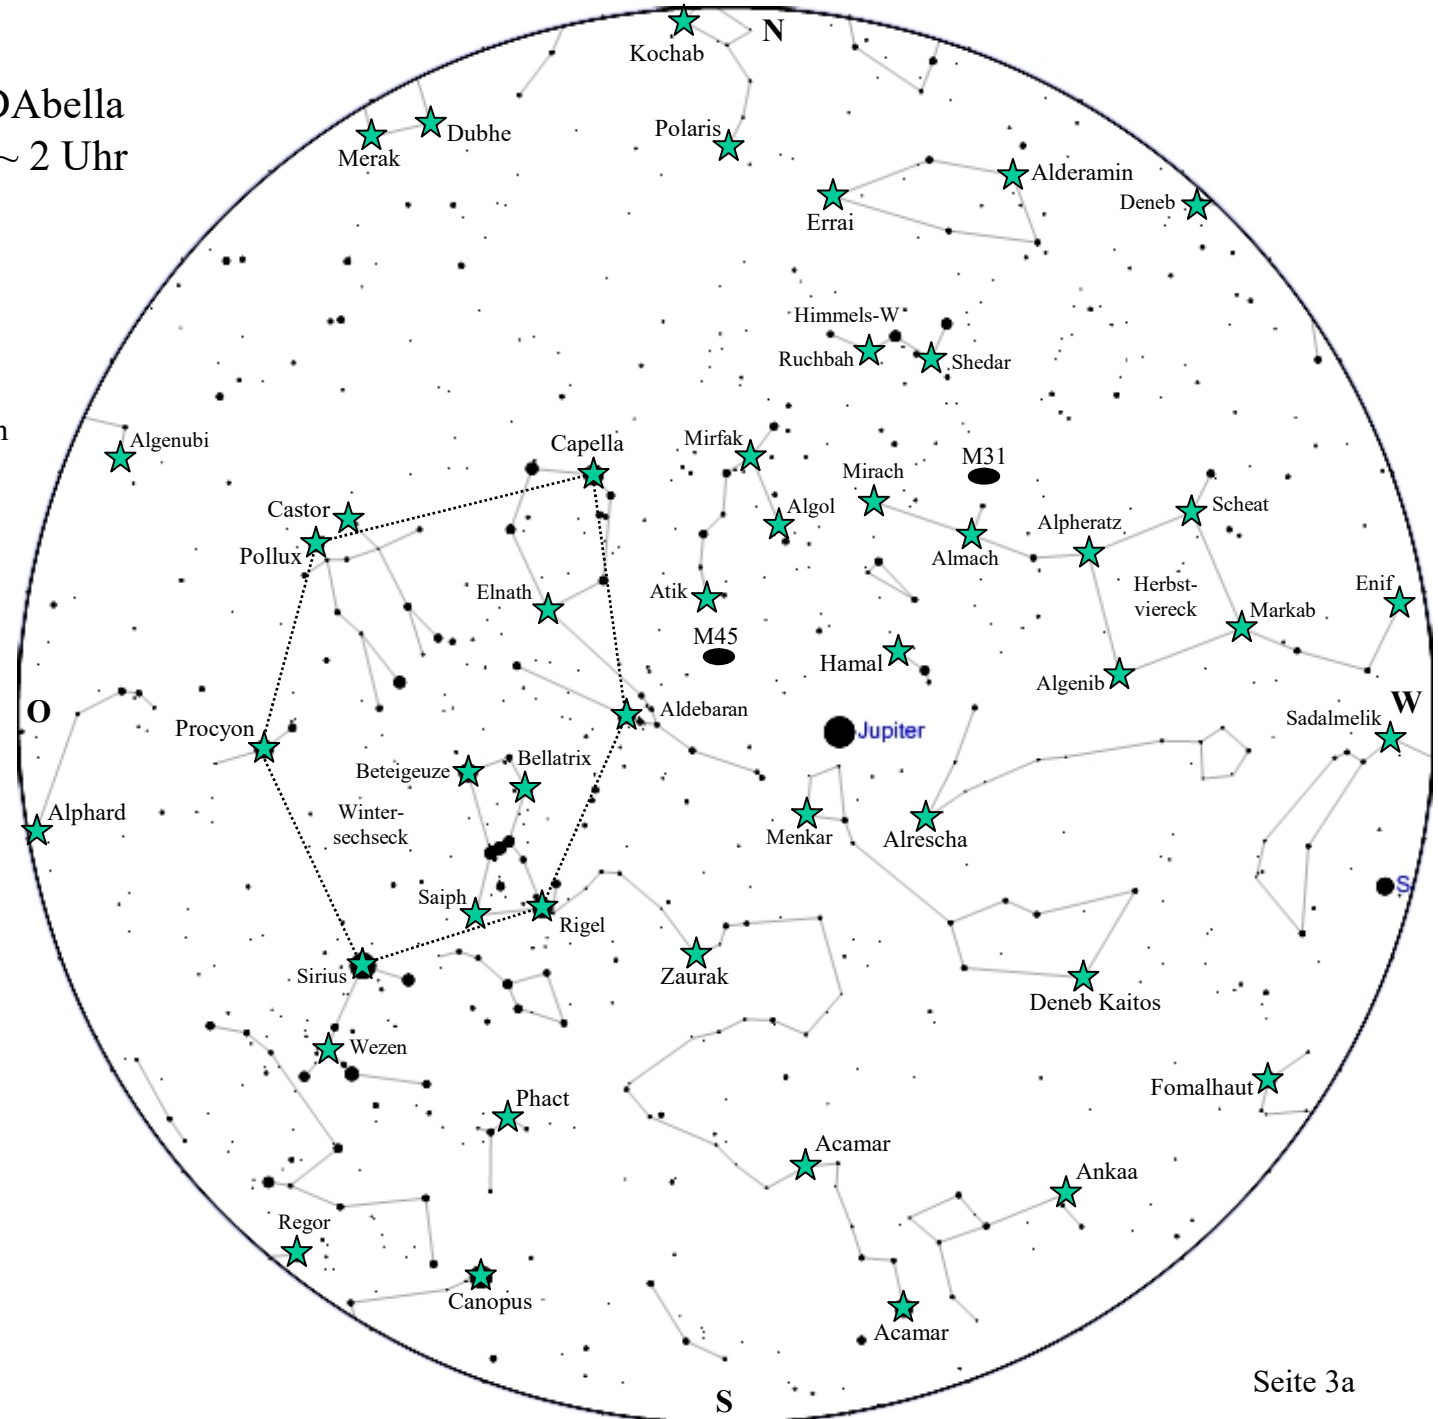 N
Kochab
DAbella
~ 2 Uhr
Dubhe
Merak
Polaris
Alderamin
Deneb
Errai
Himmels-W
Ruchbah
Shedar
n
Algenubi
Capella
Mirfak
Mirach
M31
Castor
Algol
Alpheratz
Scheat
Pollux
Almach
Elnath
Atik
Herbst-
viereck
Enif
Markab
M45
Hamal
Algenib
O
W
Procyon
Aldebaran
Jupiter
Sadalmelik
Beteigeuze
Bellatrix
Alphard
Winter-
sechseck
Menkar
Alrescha
S
Saiph
Rigel
Sirius
Zaurak
Deneb Kaitos
Wezen
Fomalhaut
Phact
Acamar
Ankaa
Regor
Canopus
Acamar
Seite 3a
S